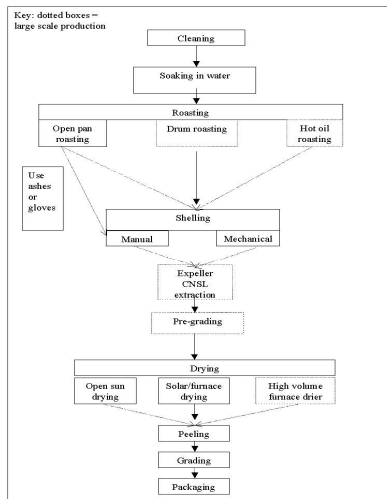 Key: dotted boxes =
large scale production
Cleaning
Soaking in water
Roasting
Open pan
roasting
Drum roasting
Hot oil
roasting
Use
ashes
or
gloves
Shelling
Manual
Mechanical
Expeller
CNSL
extraction
Pre-grading
Drying
Open sun
drying
Solar/furnace
drying
High volume
furnace drier
Peeling
Grading
Packaging